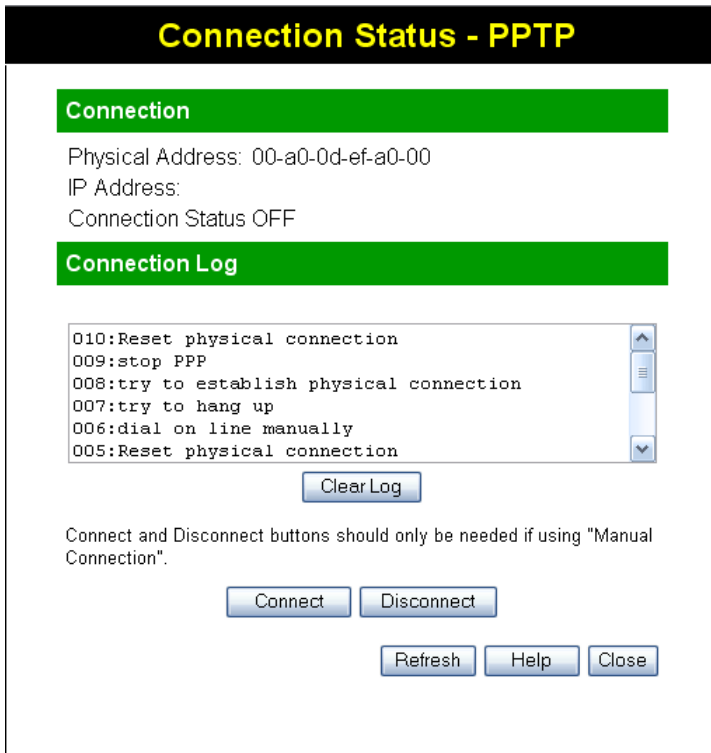 Connection Status - PPTP
Connection
Physical Address: 00-a0-0d-ef-a0-00
IP Address:
Connection Status OFF
Connection Log
010:Reset physical connection
009:stop PPP
008:try to establish physical connection
007:try to hang up
006:dial on line manually
005:Reset physical connection
Clear Log
Connect and Disconnect buttons should only be needed if using "Manual
Connection".
Connect Disconnect
Refresh Help Close